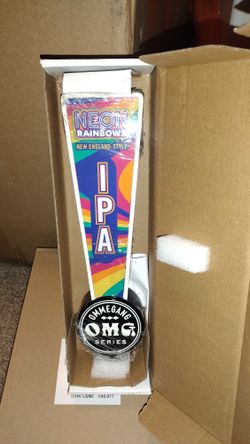 NEON
RAINBOWS
NEW ENGLAND-STYLE
IPA
OMMEGANG
OMG
SERIES